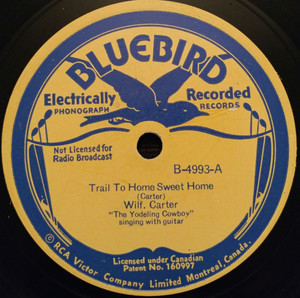 BLUEBIRD
Electrically Recorded
PHONOGRAPH RECORDS
Not Licensed for
Radio Broadcast
B-4993-A
Trail To Home Sweet Home
(Carter)
Wilf. Carter
"The Yodeling Cowboy"
singing with guitar
Licensed under Canadian
Patent No. 160997
© RCA Victor Company Limited Montreal, Canada.